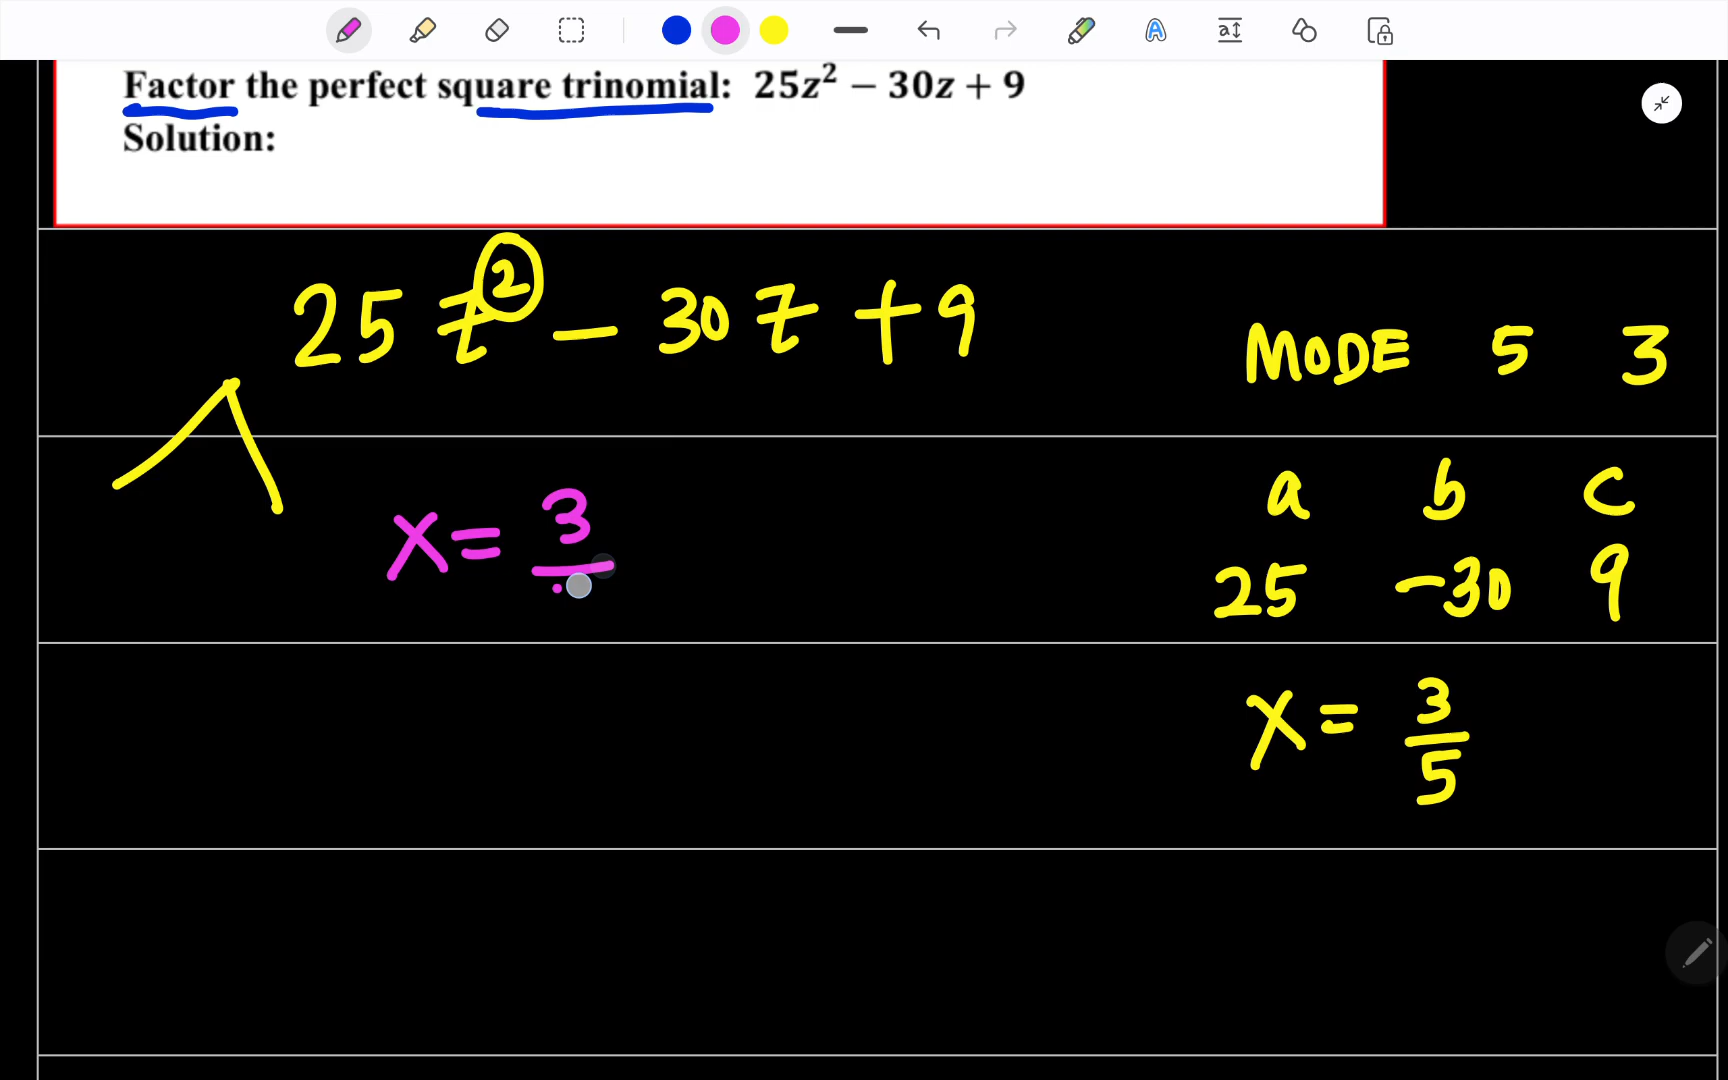 Factor the perfect square trinomial: 25z² − 30z + 9
Solution:
25z² − 30z + 9
MODE 5 3
a b c
25 −30 9
x = 3/
x = 3/5